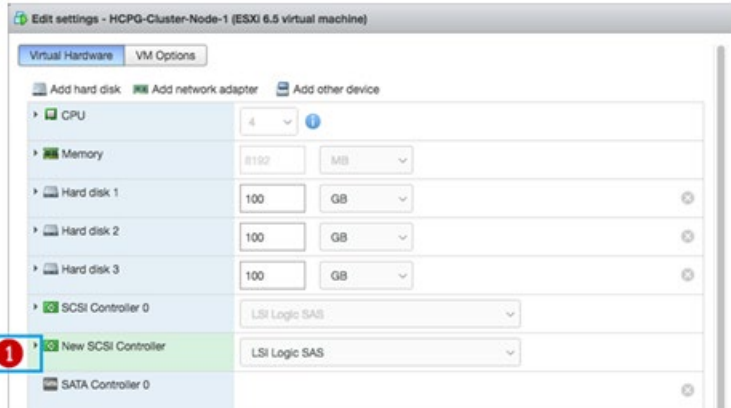 Edit settings - HCPG-Cluster-Node-1 (ESXi 6.5 virtual machine)
Virtual Hardware VM Options
Add hard disk Add network adapter Add other device
CPU 4
Memory 8192 MB
Hard disk 1 100 GB
Hard disk 2 100 GB
Hard disk 3 100 GB
SCSI Controller 0 LSI Logic SAS
1 New SCSI Controller LSI Logic SAS
SATA Controller 0